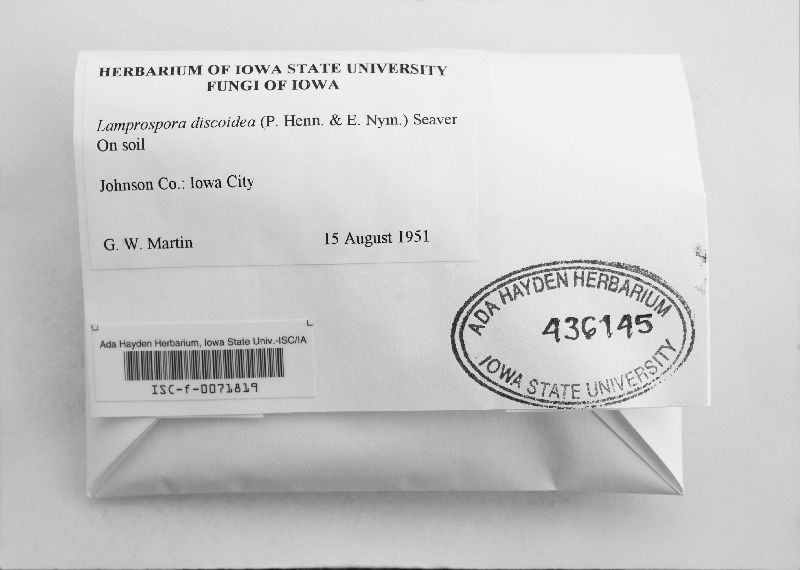 HERBARIUM OF IOWA STATE UNIVERSITY
FUNGI OF IOWA
Lamprospora discoidea (P. Henn. & E. Nym.) Seaver
On soil
Johnson Co.: Iowa City
G. W. Martin 15 August 1951
ADA HAYDEN HERBARIUM
436145
IOWA STATE UNIVERSITY
Ada Hayden Herbarium, Iowa State Univ.-ISC/IA
ISC-f-0071819